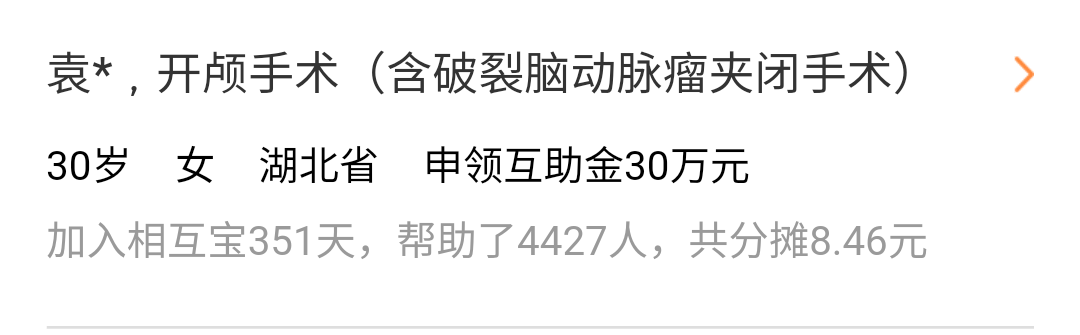 袁*，开颅手术（含破裂脑动脉瘤夹闭手术）
30岁 女 湖北省 申领互助金30万元
加入相互宝351天，帮助了4427人，共分摊8.46元